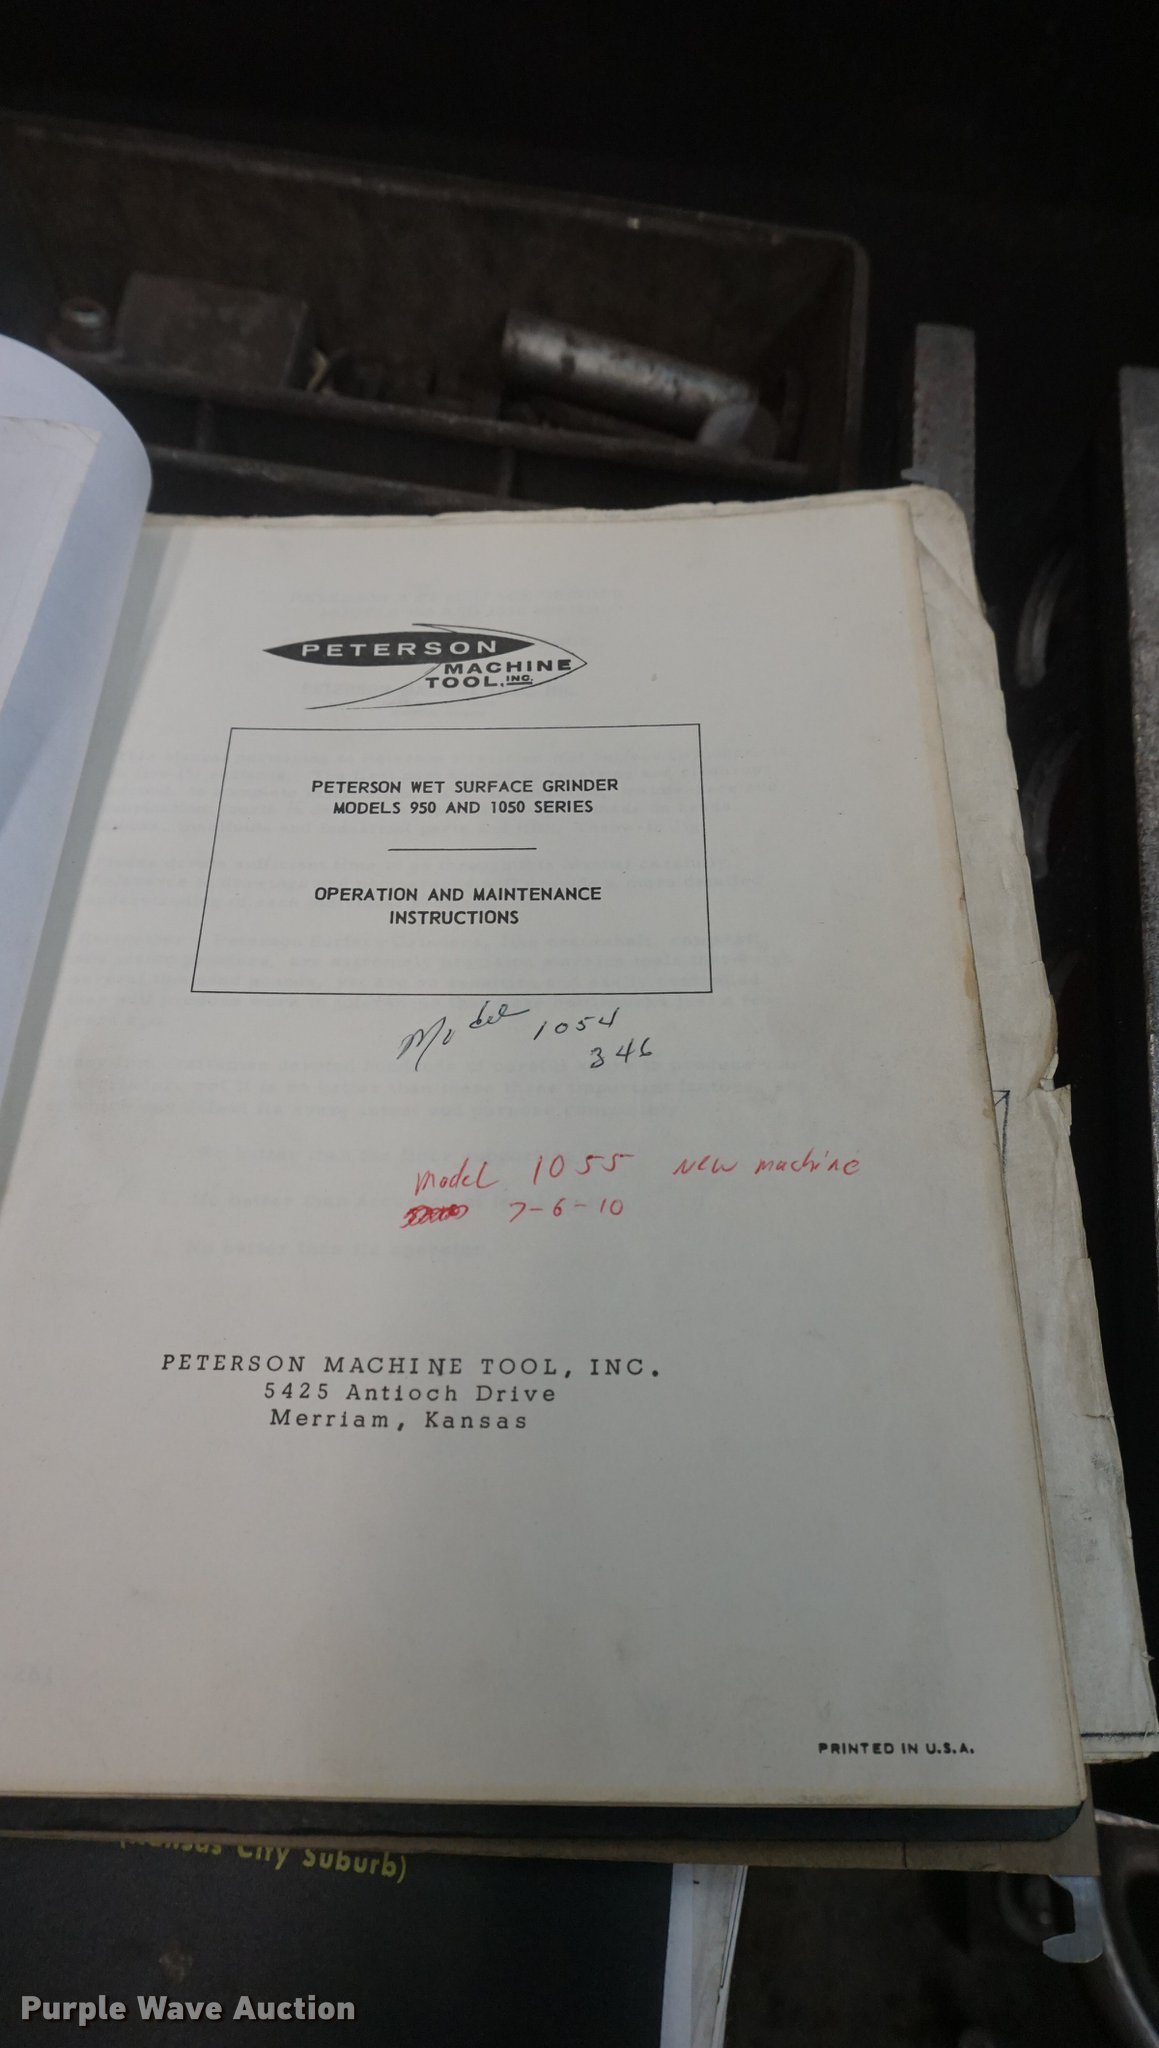 PETERSON
MACHINE
TOOL, INC.
PETERSON WET SURFACE GRINDER
MODELS 950 AND 1050 SERIES
OPERATION AND MAINTENANCE
INSTRUCTIONS
Model 1054
346
Model 1055 New machine
7-6-10
PETERSON MACHINE TOOL, INC.
5425 Antioch Drive
Merriam, Kansas
PRINTED IN U.S.A.
(Kansas City Suburb)
Purple Wave Auction